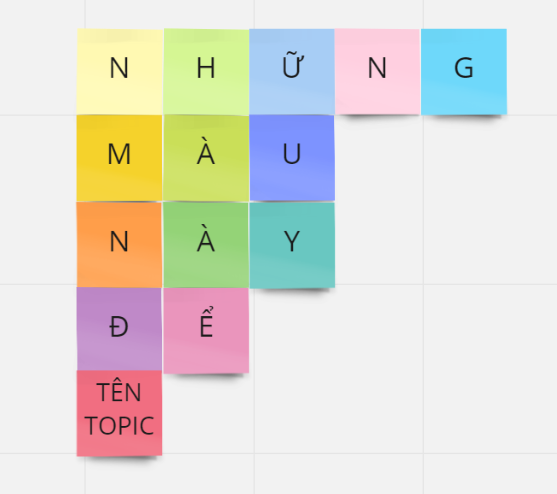 N H Ữ N G
M À U
N À Y
Đ Ể
TÊN
TOPIC